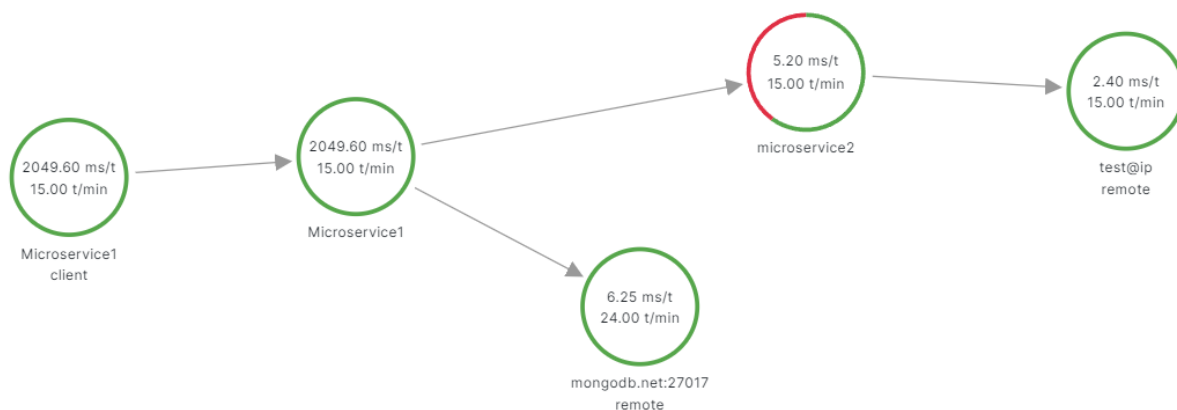 2049.60 ms/t
15.00 t/min
Microservice1
client
2049.60 ms/t
15.00 t/min
Microservice1
5.20 ms/t
15.00 t/min
microservice2
2.40 ms/t
15.00 t/min
test@ip
remote
6.25 ms/t
24.00 t/min
mongodb.net:27017
remote